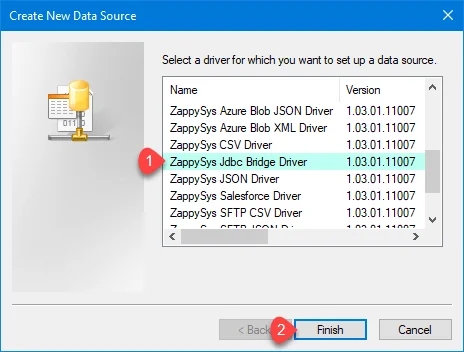 Create New Data Source
Select a driver for which you want to set up a data source.
Name Version
ZappySys Azure Blob JSON Driver 1.03.01.11007
ZappySys Azure Blob XML Driver 1.03.01.11007
ZappySys CSV Driver 1.03.01.11007
1 ZappySys Jdbc Bridge Driver 1.03.01.11007
ZappySys JSON Driver 1.03.01.11007
ZappySys Salesforce Driver 1.03.01.11007
ZappySys SFTP CSV Driver 1.03.01.11007
< Back 2 Finish Cancel